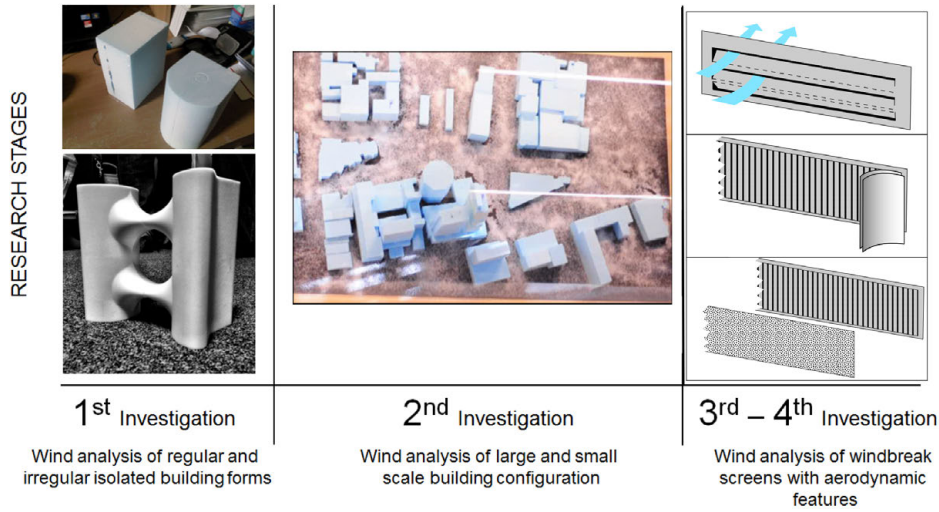 RESEARCH STAGES
1st Investigation
Wind analysis of regular and
irregular isolated building forms
2nd Investigation
Wind analysis of large and small
scale building configuration
3rd – 4th Investigation
Wind analysis of windbreak
screens with aerodynamic
features